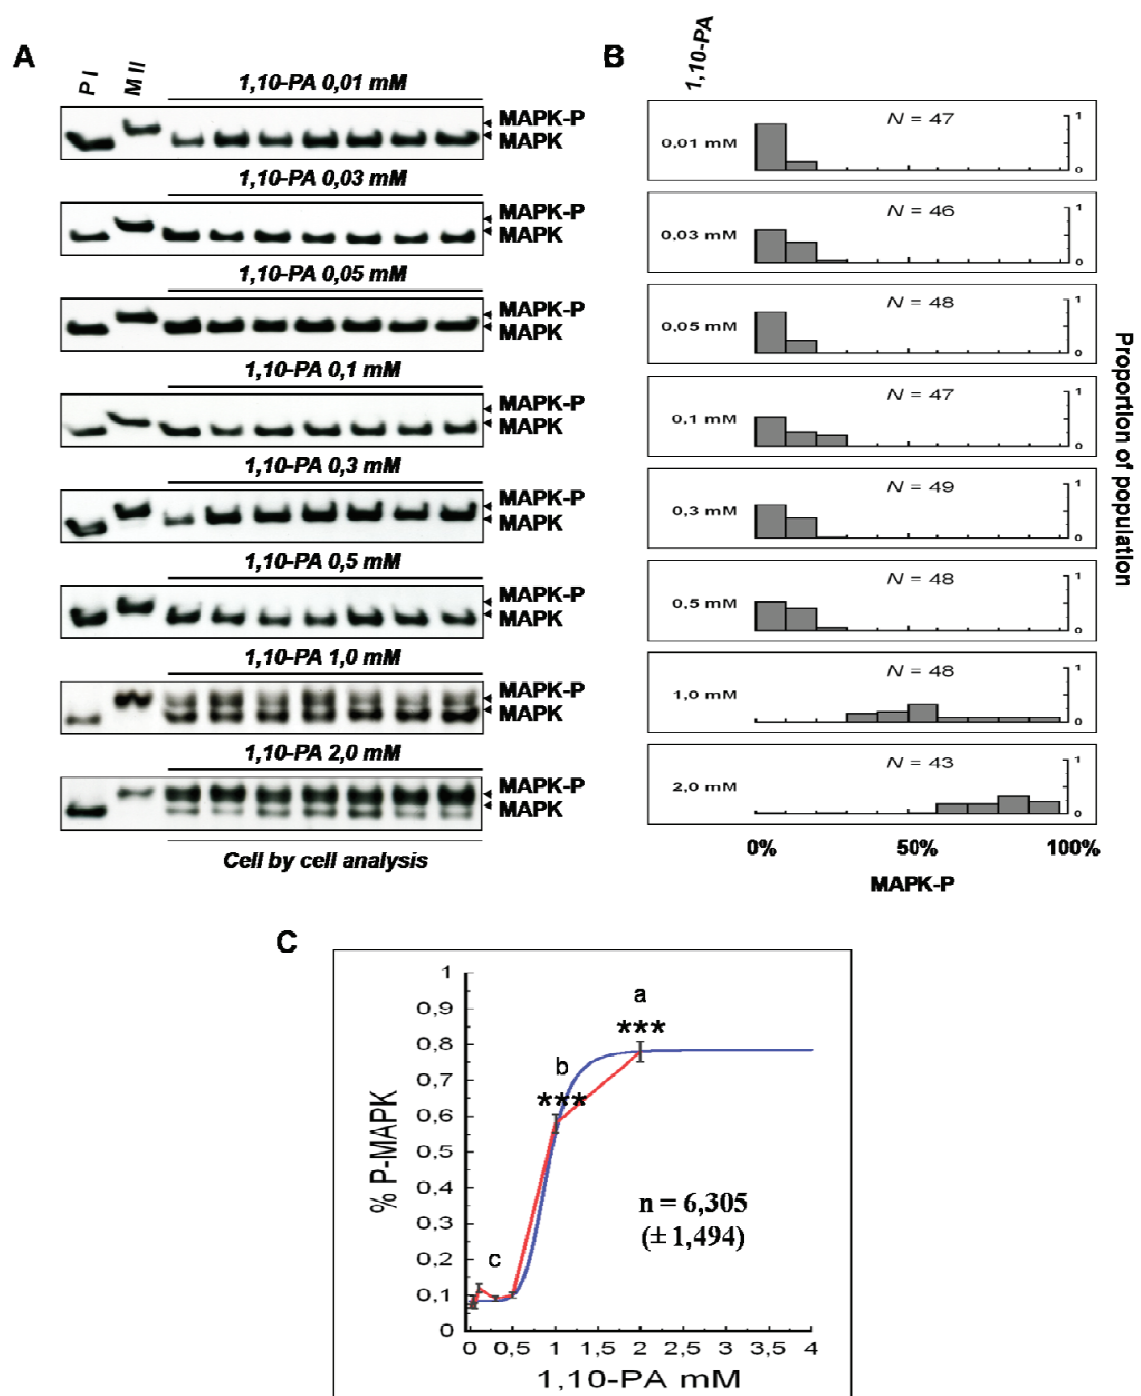 A
P I
M II
1,10-PA 0,01 mM
MAPK-P
MAPK
1,10-PA 0,03 mM
MAPK-P
MAPK
1,10-PA 0,05 mM
MAPK-P
MAPK
1,10-PA 0,1 mM
MAPK-P
MAPK
1,10-PA 0,3 mM
MAPK-P
MAPK
1,10-PA 0,5 mM
MAPK-P
MAPK
1,10-PA 1,0 mM
MAPK-P
MAPK
1,10-PA 2,0 mM
MAPK-P
MAPK
Cell by cell analysis
B
1,10-PA
0,01 mM
N = 47
1
0
0,03 mM
N = 46
1
0
0,05 mM
N = 48
1
0
0,1 mM
N = 47
1
0
0,3 mM
N = 49
1
0
0,5 mM
N = 48
1
0
1,0 mM
N = 48
1
0
2,0 mM
N = 43
1
0
Proportion of population
0% 50% 100%
MAPK-P
C
% P-MAPK
1
0,9
0,8
0,7
0,6
0,5
0,4
0,3
0,2
0,1
0
a
***
b
***
c
n = 6,305
(± 1,494)
0 0,5 1 1,5 2 2,5 3 3,5 4
1,10-PA mM